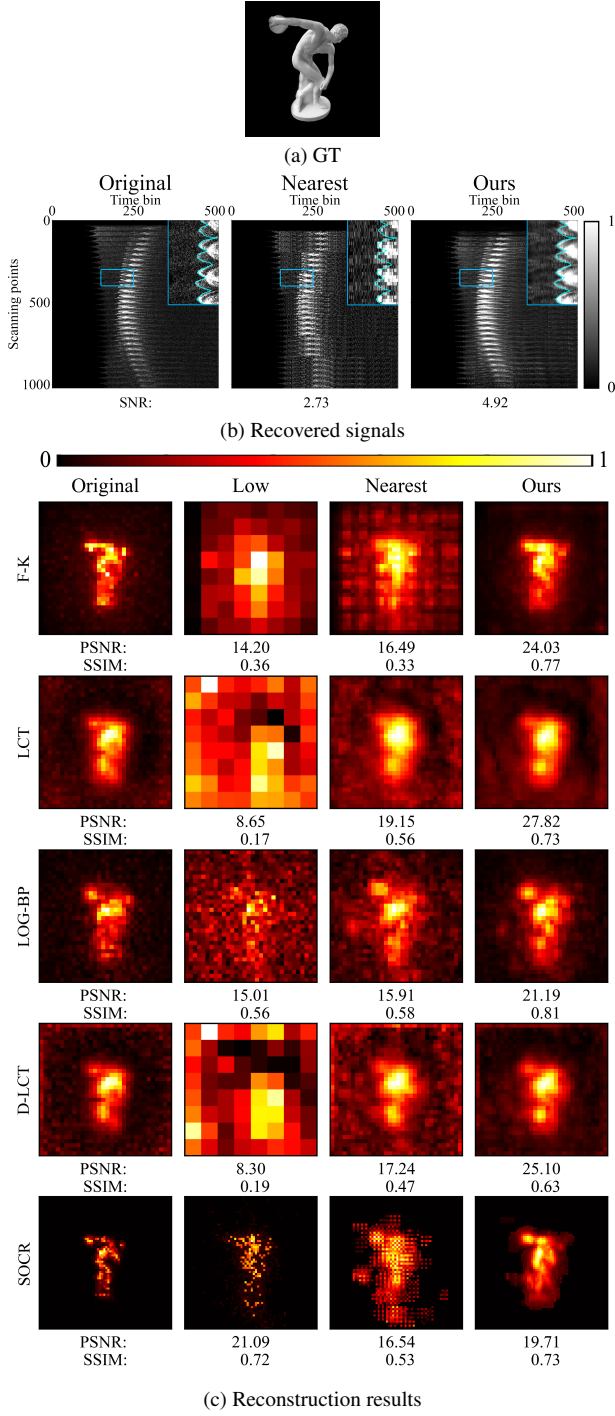 (a) GT
Original Nearest Ours
Time bin Time bin Time bin
0 250 500 0 250 500 0 250 500
0
500
1000
Scanning points
1
0
SNR: 2.73 4.92
(b) Recovered signals
0 1
Original Low Nearest Ours
F-K
PSNR: 14.20 16.49 24.03
SSIM: 0.36 0.33 0.77
LCT
PSNR: 8.65 19.15 27.82
SSIM: 0.17 0.56 0.73
LOG-BP
PSNR: 15.01 15.91 21.19
SSIM: 0.56 0.58 0.81
D-LCT
PSNR: 8.30 17.24 25.10
SSIM: 0.19 0.47 0.63
SOCR
PSNR: 21.09 16.54 19.71
SSIM: 0.72 0.53 0.73
(c) Reconstruction results